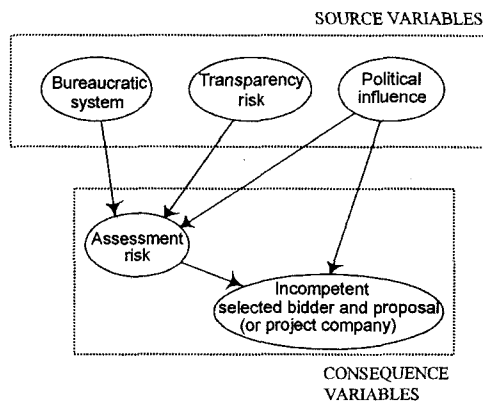 SOURCE VARIABLES
Bureaucratic
system
Transparency
risk
Political
influence
Assessment
risk
Incompetent
selected bidder and proposal
(or project company)
CONSEQUENCE
VARIABLES